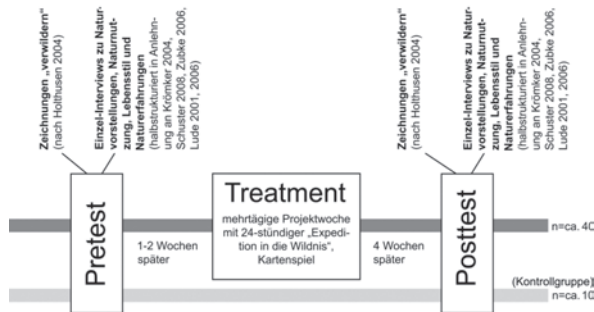 Zeichnungen „verwildern“
(nach Holthusen 2004)
Einzel-Interviews zu Natur-
vorstellungen, Naturnut-
zung, Lebensstil und
Naturerfahrungen
(halbstrukturiert in Anlehn-
ung an Krömker 2004,
Schuster 2008, Zubke 2006,
Lude 2001, 2006)
Zeichnungen „verwildern“
(nach Holthusen 2004)
Einzel-Interviews zu Natur-
vorstellungen, Naturnut-
zung, Lebensstil und
Naturerfahrungen
(halbstrukturiert in Anlehn-
ung an Krömker 2004,
Schuster 2008, Zubke 2006,
Lude 2001, 2006)
Pretest
1-2 Wochen
später
Treatment
mehrtägige Projektwoche
mit 24-stündiger „Expedi-
tion in die Wildnis“,
Kartenspiel
4 Wochen
später
Posttest
n=ca. 40
(Kontrollgruppe)
n=ca. 10